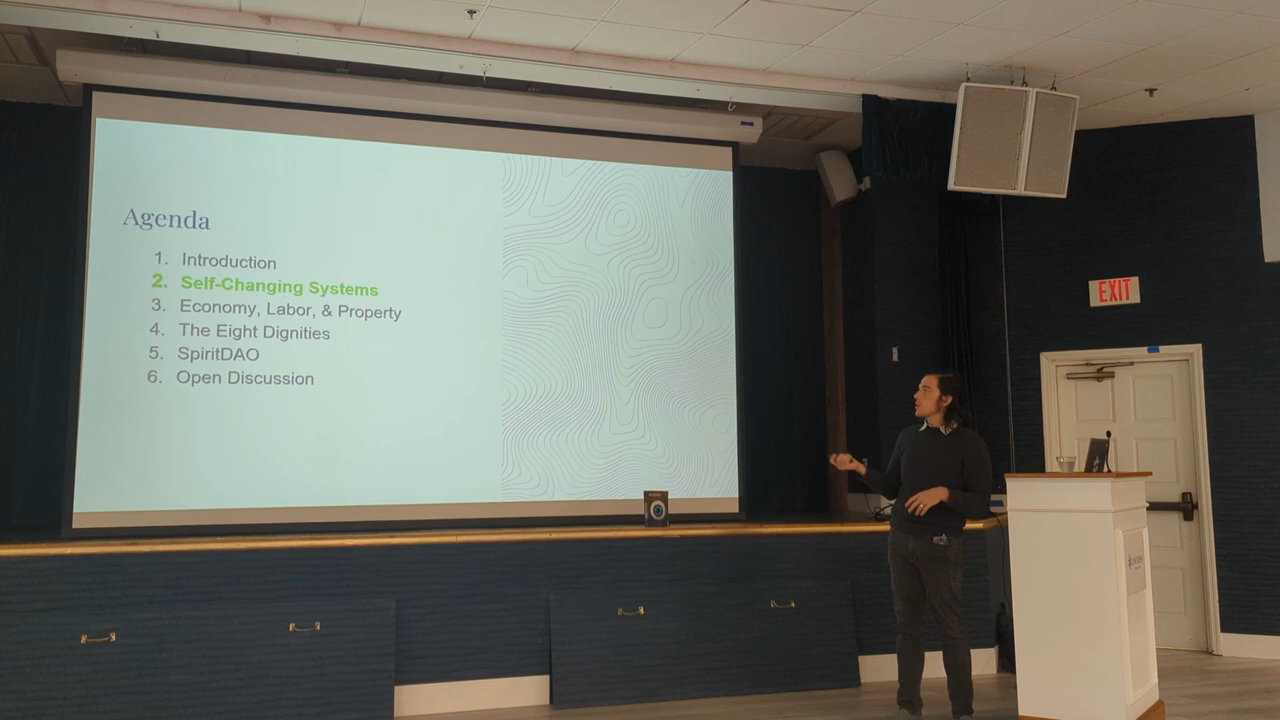 Agenda
1. Introduction
2. Self-Changing Systems
3. Economy, Labor, & Property
4. The Eight Dignities
5. SpiritDAO
6. Open Discussion
EXIT